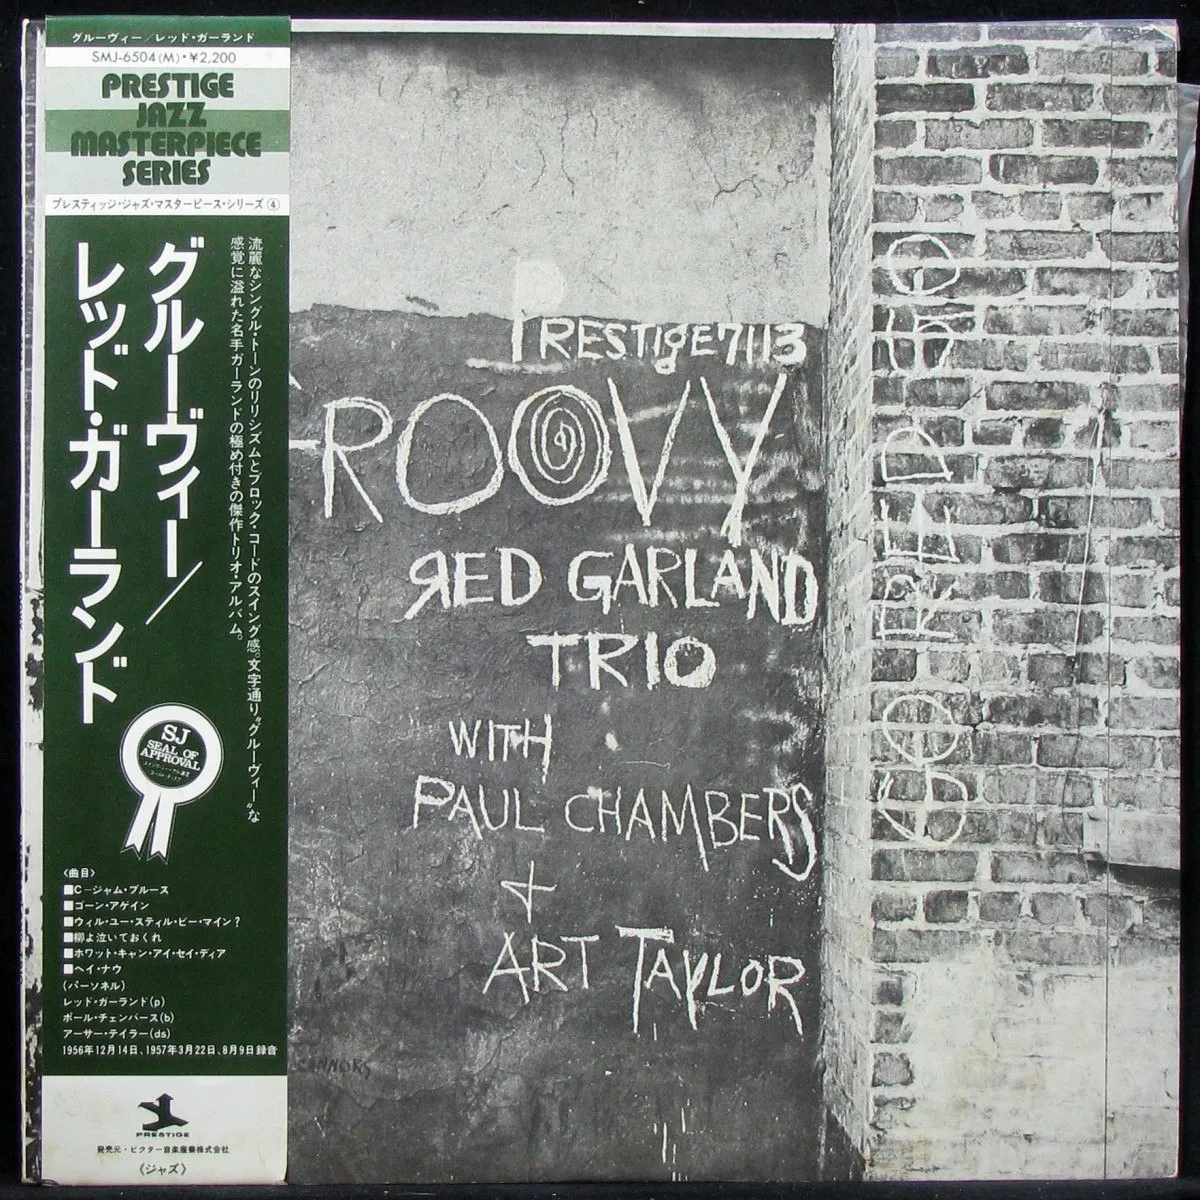 グルーヴィー/レッド・ガーランド
SMJ-6504(M)・¥2,200
PRESTIGE
JAZZ
MASTERPIECE
SERIES
プレスティッジ・ジャズ・マスターピース・シリーズ④
グルーヴィー/
レッド・ガーランド
流麗なシングル・トーンのリリシズムとブロック・コードのスイング感。文字通り“グルーヴィー”な
感覚に溢れた名手ガーランドの極め付きの傑作トリオ・アルバム。
SJ
SEAL OF
APPROVAL
〈曲目〉
■C-ジャム・ブルース
■ゴーン・アゲイン
■ウィル・ユー・スティル・ビー・マイン?
■柳よ泣いておくれ
■ホワット・キャン・アイ・セイ・ディア
■ヘイ・ナウ
(パーソネル)
レッド・ガーランド(p)
ポール・チェンバース(b)
アーサー・テイラー(ds)
1956年12月14日、1957年3月22日、8月9日録音
PRESTIGE
発売元・ビクター音楽産業株式会社
〈ジャズ〉
PRESTIGE 7113
ROOVY
RED GARLAND
TRIO
WITH
PAUL CHAMBERS
+
ART TAYLOR
GO RED GO